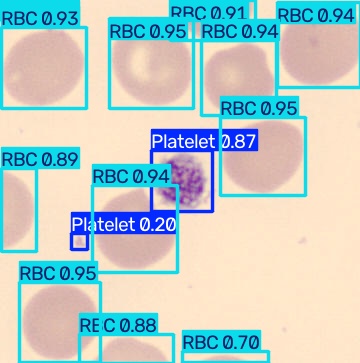 RBC 0.91
RBC 0.93
RBC 0.94
RBC 0.95
RBC 0.94
RBC 0.95
Platelet 0.87
RBC 0.89
RBC 0.94
Platelet 0.20
RBC 0.95
RBC 0.88
RBC 0.70